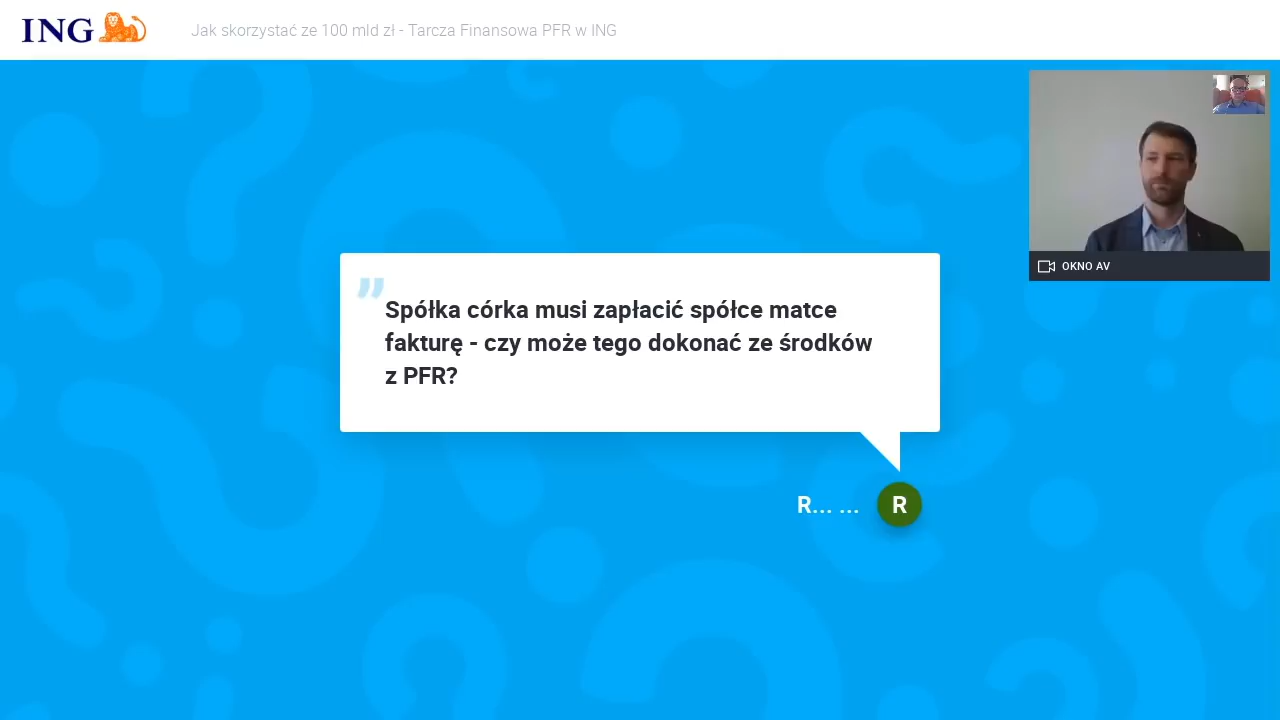 ING
Jak skorzystać ze 100 mld zł - Tarcza Finansowa PFR w ING
OKNO AV
"
Spółka córka musi zapłacić spółce matce
fakturę - czy może tego dokonać ze środków
z PFR?
R... ...
R